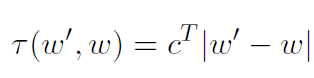 τ(w′, w) = c^T|w′ − w|